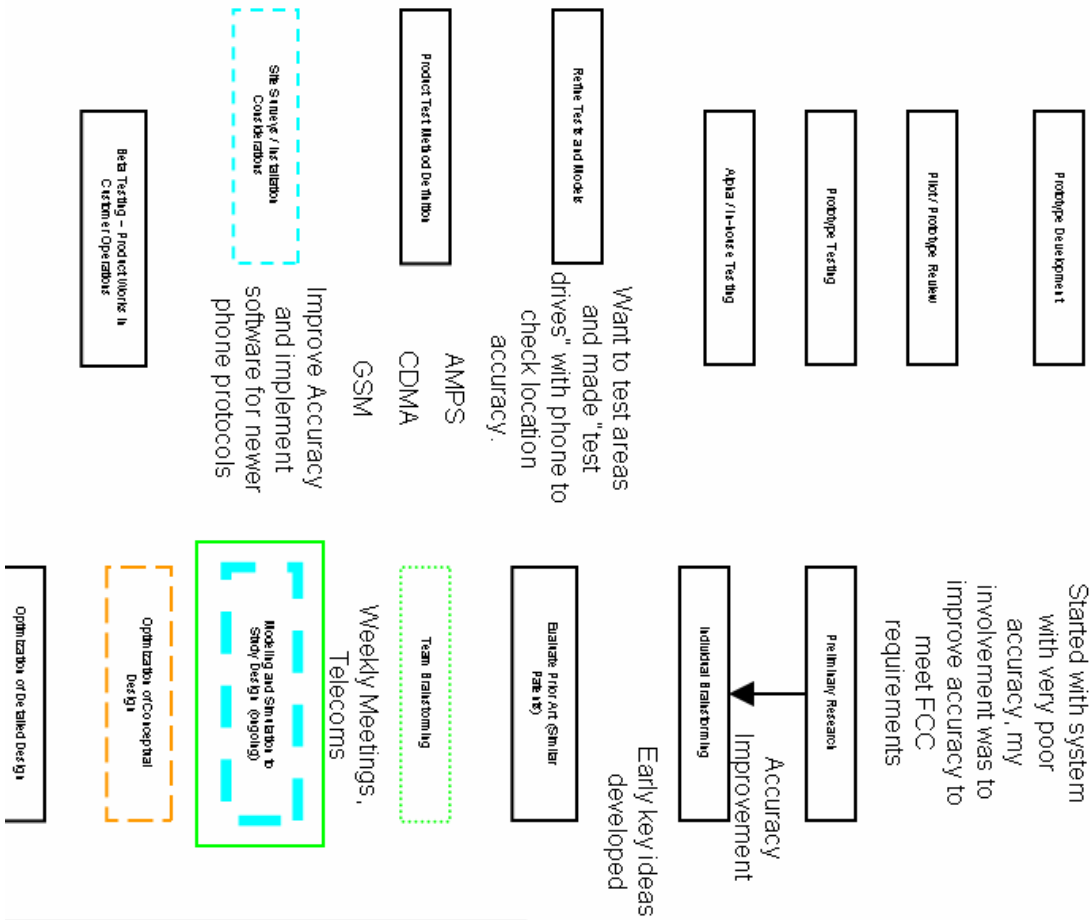 Prototype Development
Pilot / Prototype Review
Prototype Testing
Alpha / In-house Testing
Refine Tests and Models
Want to test areas
and made "test
drives" with phone to
check location
accuracy.
Product Test Method Definition
AMPS
CDMA
GSM
Site Surveys / Installation
Considerations
Improve Accuracy
and implement
software for newer
phone protocols
Beta Testing – Product Works In
Customer Operations
Started with system
with very poor
accuracy, my
involvement was to
improve accuracy to
meet FCC
requirements
Preliminary Research
Accuracy
Improvement
Individual Brainstorming
Early key ideas
developed
Evaluate Prior Art (Similar
Patents)
Team Brainstorming
Weekly Meetings,
Telecoms
Modeling and Simulation to
Study Design (ongoing)
Optimization of Conceptual
Design
Optimization of Detailed Design